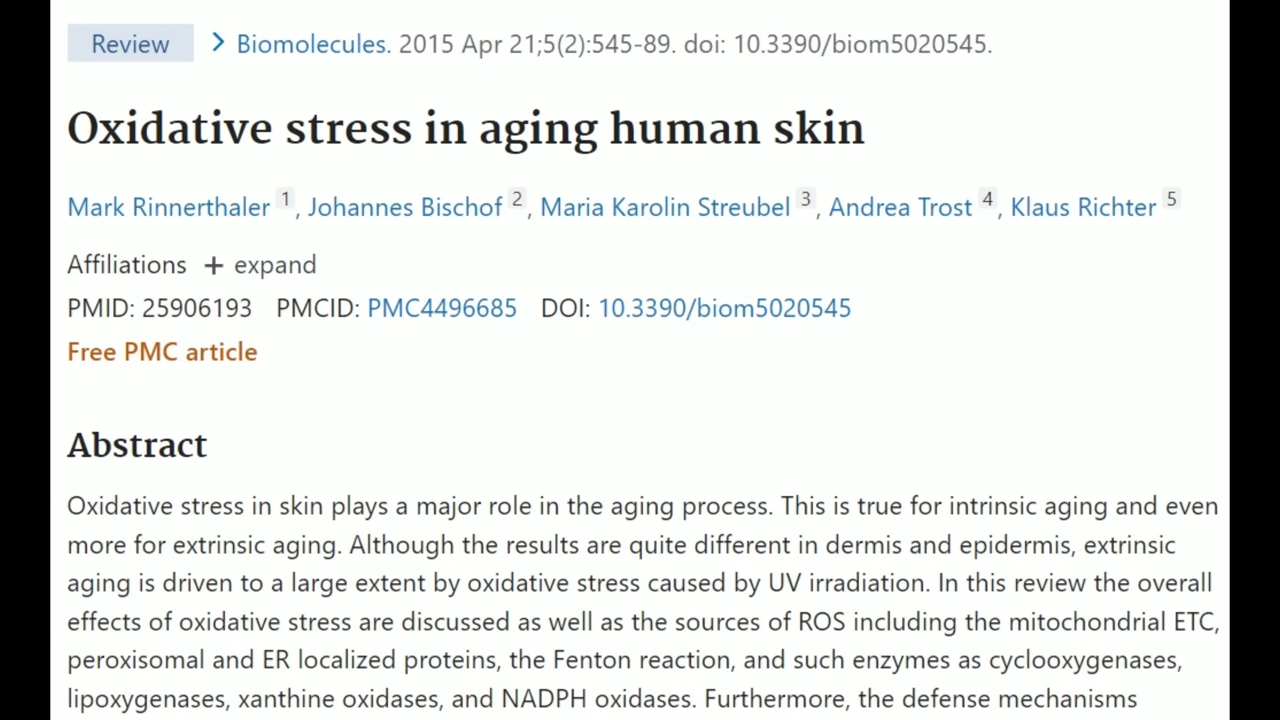 Review > Biomolecules. 2015 Apr 21;5(2):545-89. doi: 10.3390/biom5020545.
Oxidative stress in aging human skin
Mark Rinnerthaler 1, Johannes Bischof 2, Maria Karolin Streubel 3, Andrea Trost 4, Klaus Richter 5
Affiliations + expand
PMID: 25906193 PMCID: PMC4496685 DOI: 10.3390/biom5020545
Free PMC article
Abstract
Oxidative stress in skin plays a major role in the aging process. This is true for intrinsic aging and even
more for extrinsic aging. Although the results are quite different in dermis and epidermis, extrinsic
aging is driven to a large extent by oxidative stress caused by UV irradiation. In this review the overall
effects of oxidative stress are discussed as well as the sources of ROS including the mitochondrial ETC,
peroxisomal and ER localized proteins, the Fenton reaction, and such enzymes as cyclooxygenases,
lipoxygenases, xanthine oxidases, and NADPH oxidases. Furthermore, the defense mechanisms